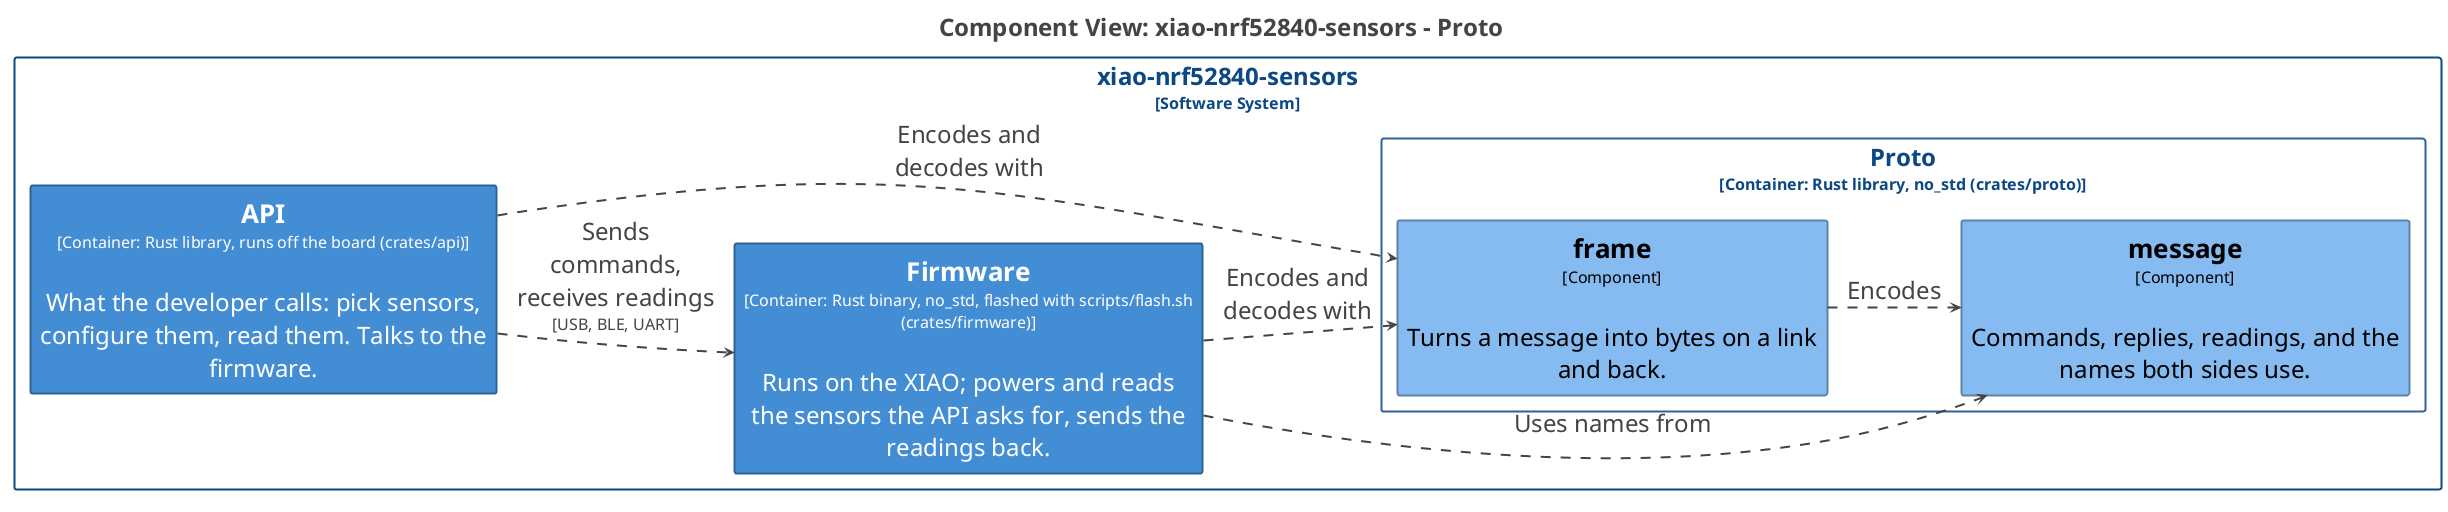 Component View: xiao-nrf52840-sensors - Proto
xiao-nrf52840-sensors
[Software System]
Encodes and
decodes with
Proto
[Container: Rust library, no_std (crates/proto)]
API
[Container: Rust library, runs off the board (crates/api)]
What the developer calls: pick sensors,
configure them, read them. Talks to the
firmware.
Sends
commands,
receives readings
[USB, BLE, UART]
Firmware
[Container: Rust binary, no_std, flashed with scripts/flash.sh
(crates/firmware)]
Runs on the XIAO; powers and reads
the sensors the API asks for, sends the
readings back.
Encodes and
decodes with
frame
[Component]
Turns a message into bytes on a link
and back.
Encodes
message
[Component]
Commands, replies, readings, and the
names both sides use.
Uses names from